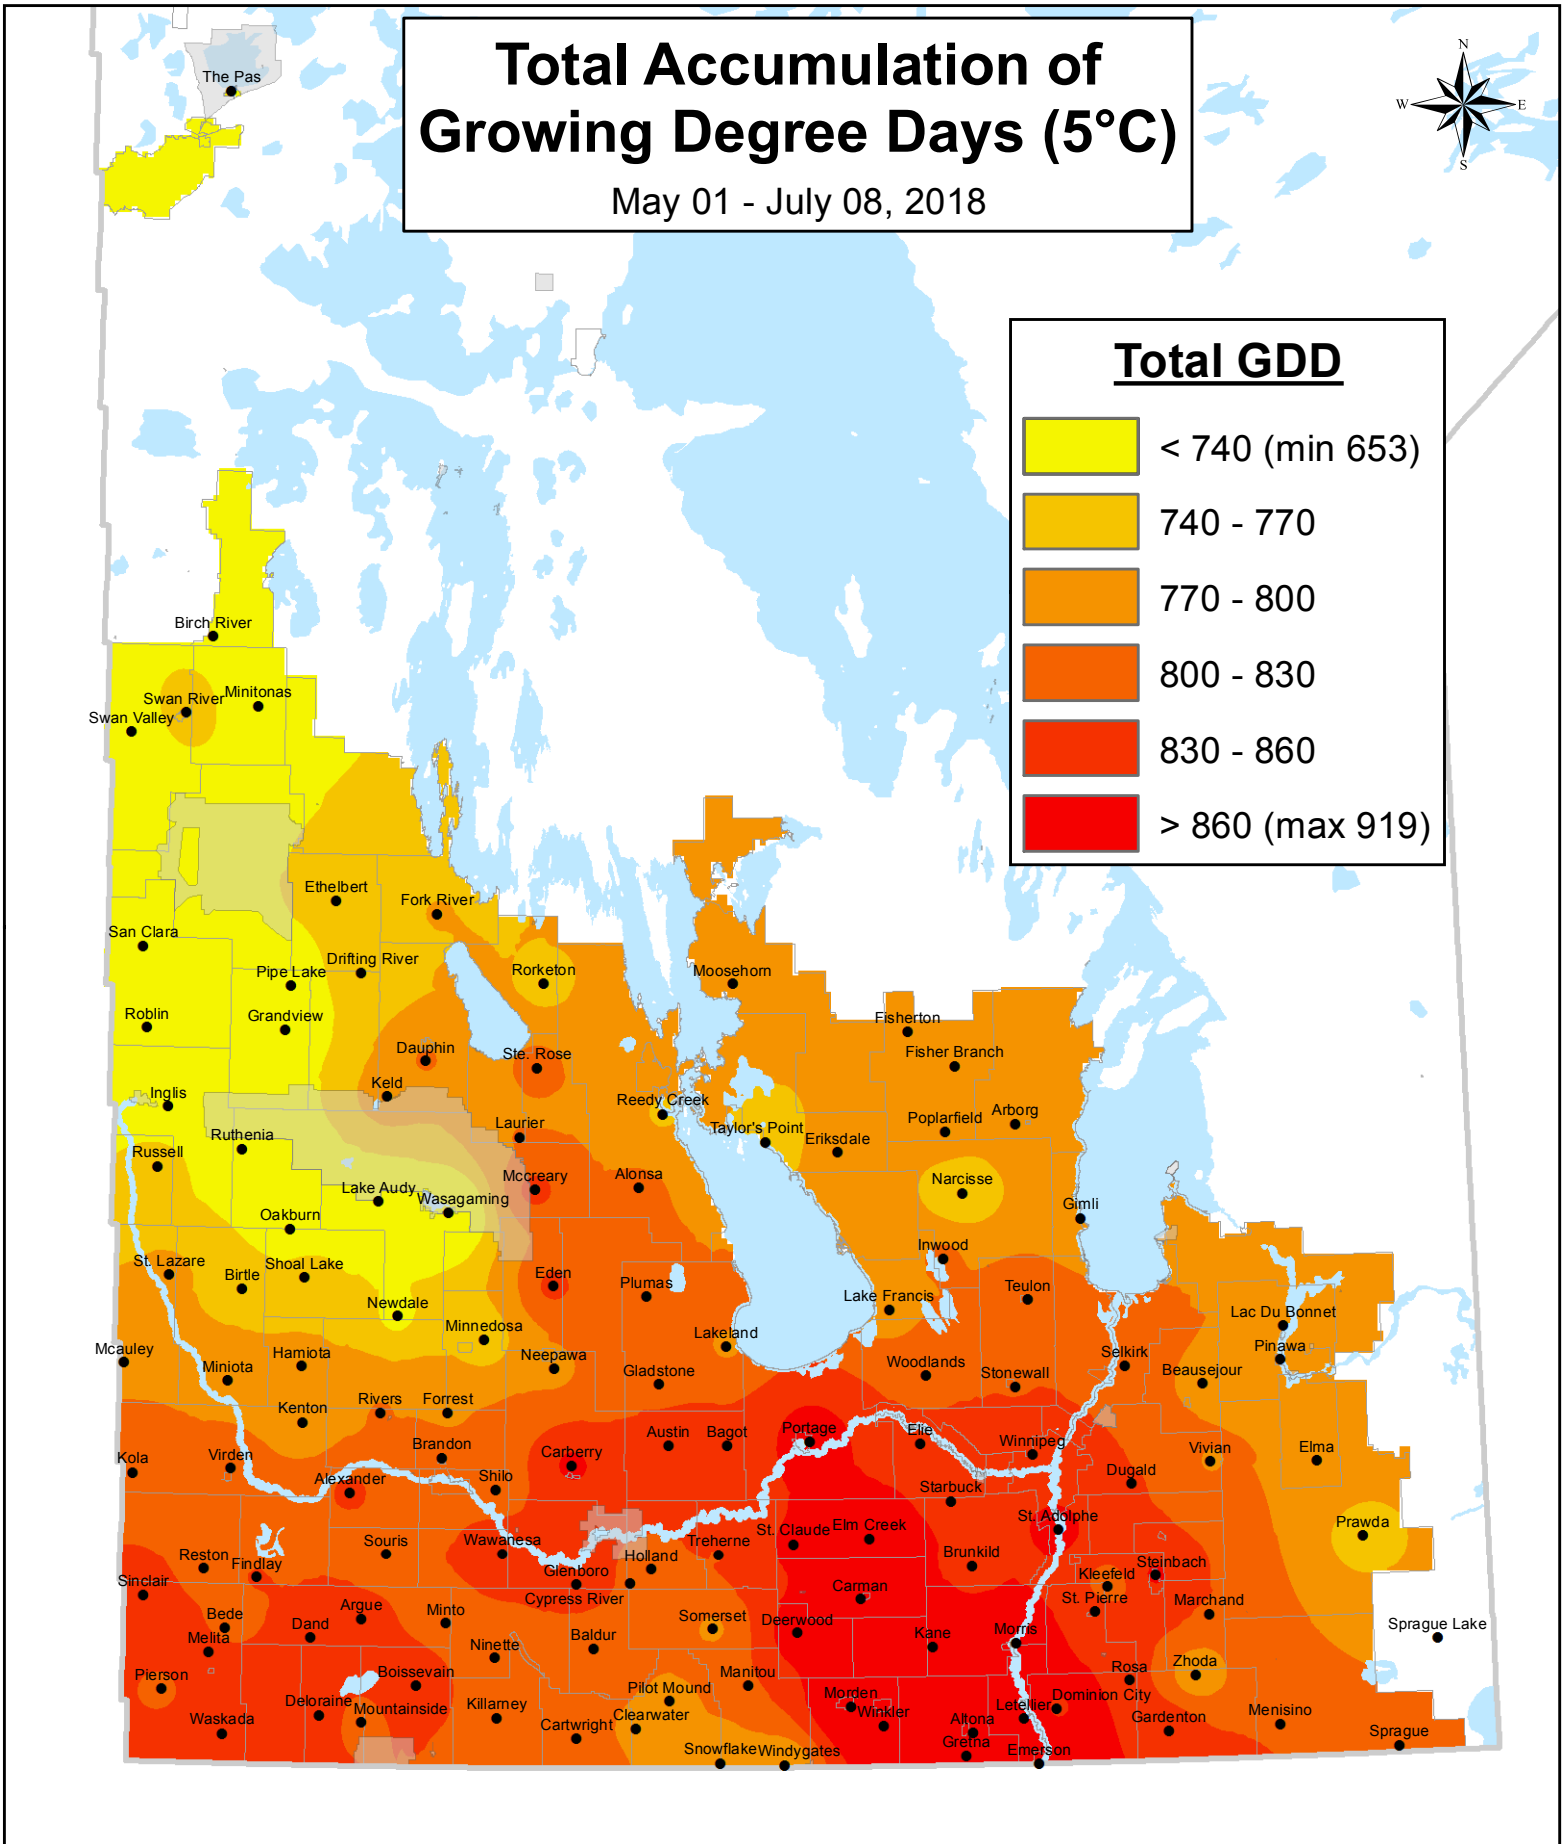 Total Accumulation of
Growing Degree Days (5°C)
May 01 - July 08, 2018
N
W
E
S
Total GDD
< 740 (min 653)
740 - 770
770 - 800
800 - 830
830 - 860
> 860 (max 919)
The Pas
Birch River
Swan River
Minitonas
Swan Valley
Ethelbert
Fork River
San Clara
Drifting River
Pipe Lake
Rorketon
Moosehorn
Roblin
Grandview
Fisherton
Dauphin
Ste. Rose
Fisher Branch
Keld
Inglis
Reedy Creek
Laurier
Taylor's Point
Poplarfield
Arborg
Ruthenia
Eriksdale
Russell
Mccreary
Alonsa
Narcisse
Lake Audy
Wasagaming
Gimli
Oakburn
Inwood
St. Lazare
Birtle
Shoal Lake
Eden
Plumas
Teulon
Lake Francis
Newdale
Lac Du Bonnet
Minnedosa
Lakeland
Pinawa
Mcauley
Miniota
Hamiota
Neepawa
Gladstone
Woodlands
Stonewall
Selkirk
Beausejour
Kenton
Rivers
Forrest
Austin
Bagot
Portage
Elie
Winnipeg
Kola
Virden
Brandon
Carberry
Vivian
Elma
Alexander
Shilo
Dugald
Starbuck
St. Adolphe
Prawda
St. Claude
Elm Creek
Souris
Wawanesa
Treherne
Reston
Findlay
Holland
Brunkild
Steinbach
Sinclair
Glenboro
Kleefeld
Cypress River
Carman
St. Pierre
Marchand
Bede
Argue
Minto
Somerset
Deerwood
Sprague Lake
Melita
Dand
Ninette
Baldur
Kane
Morris
Pierson
Boissevain
Manitou
Rosa
Zhoda
Pilot Mound
Deloraine
Mountainside
Killarney
Morden
Winkler
Letellier
Dominion City
Waskada
Cartwright
Clearwater
Altona
Gardenton
Menisino
Sprague
Snowflake
Windygates
Gretna
Emerson